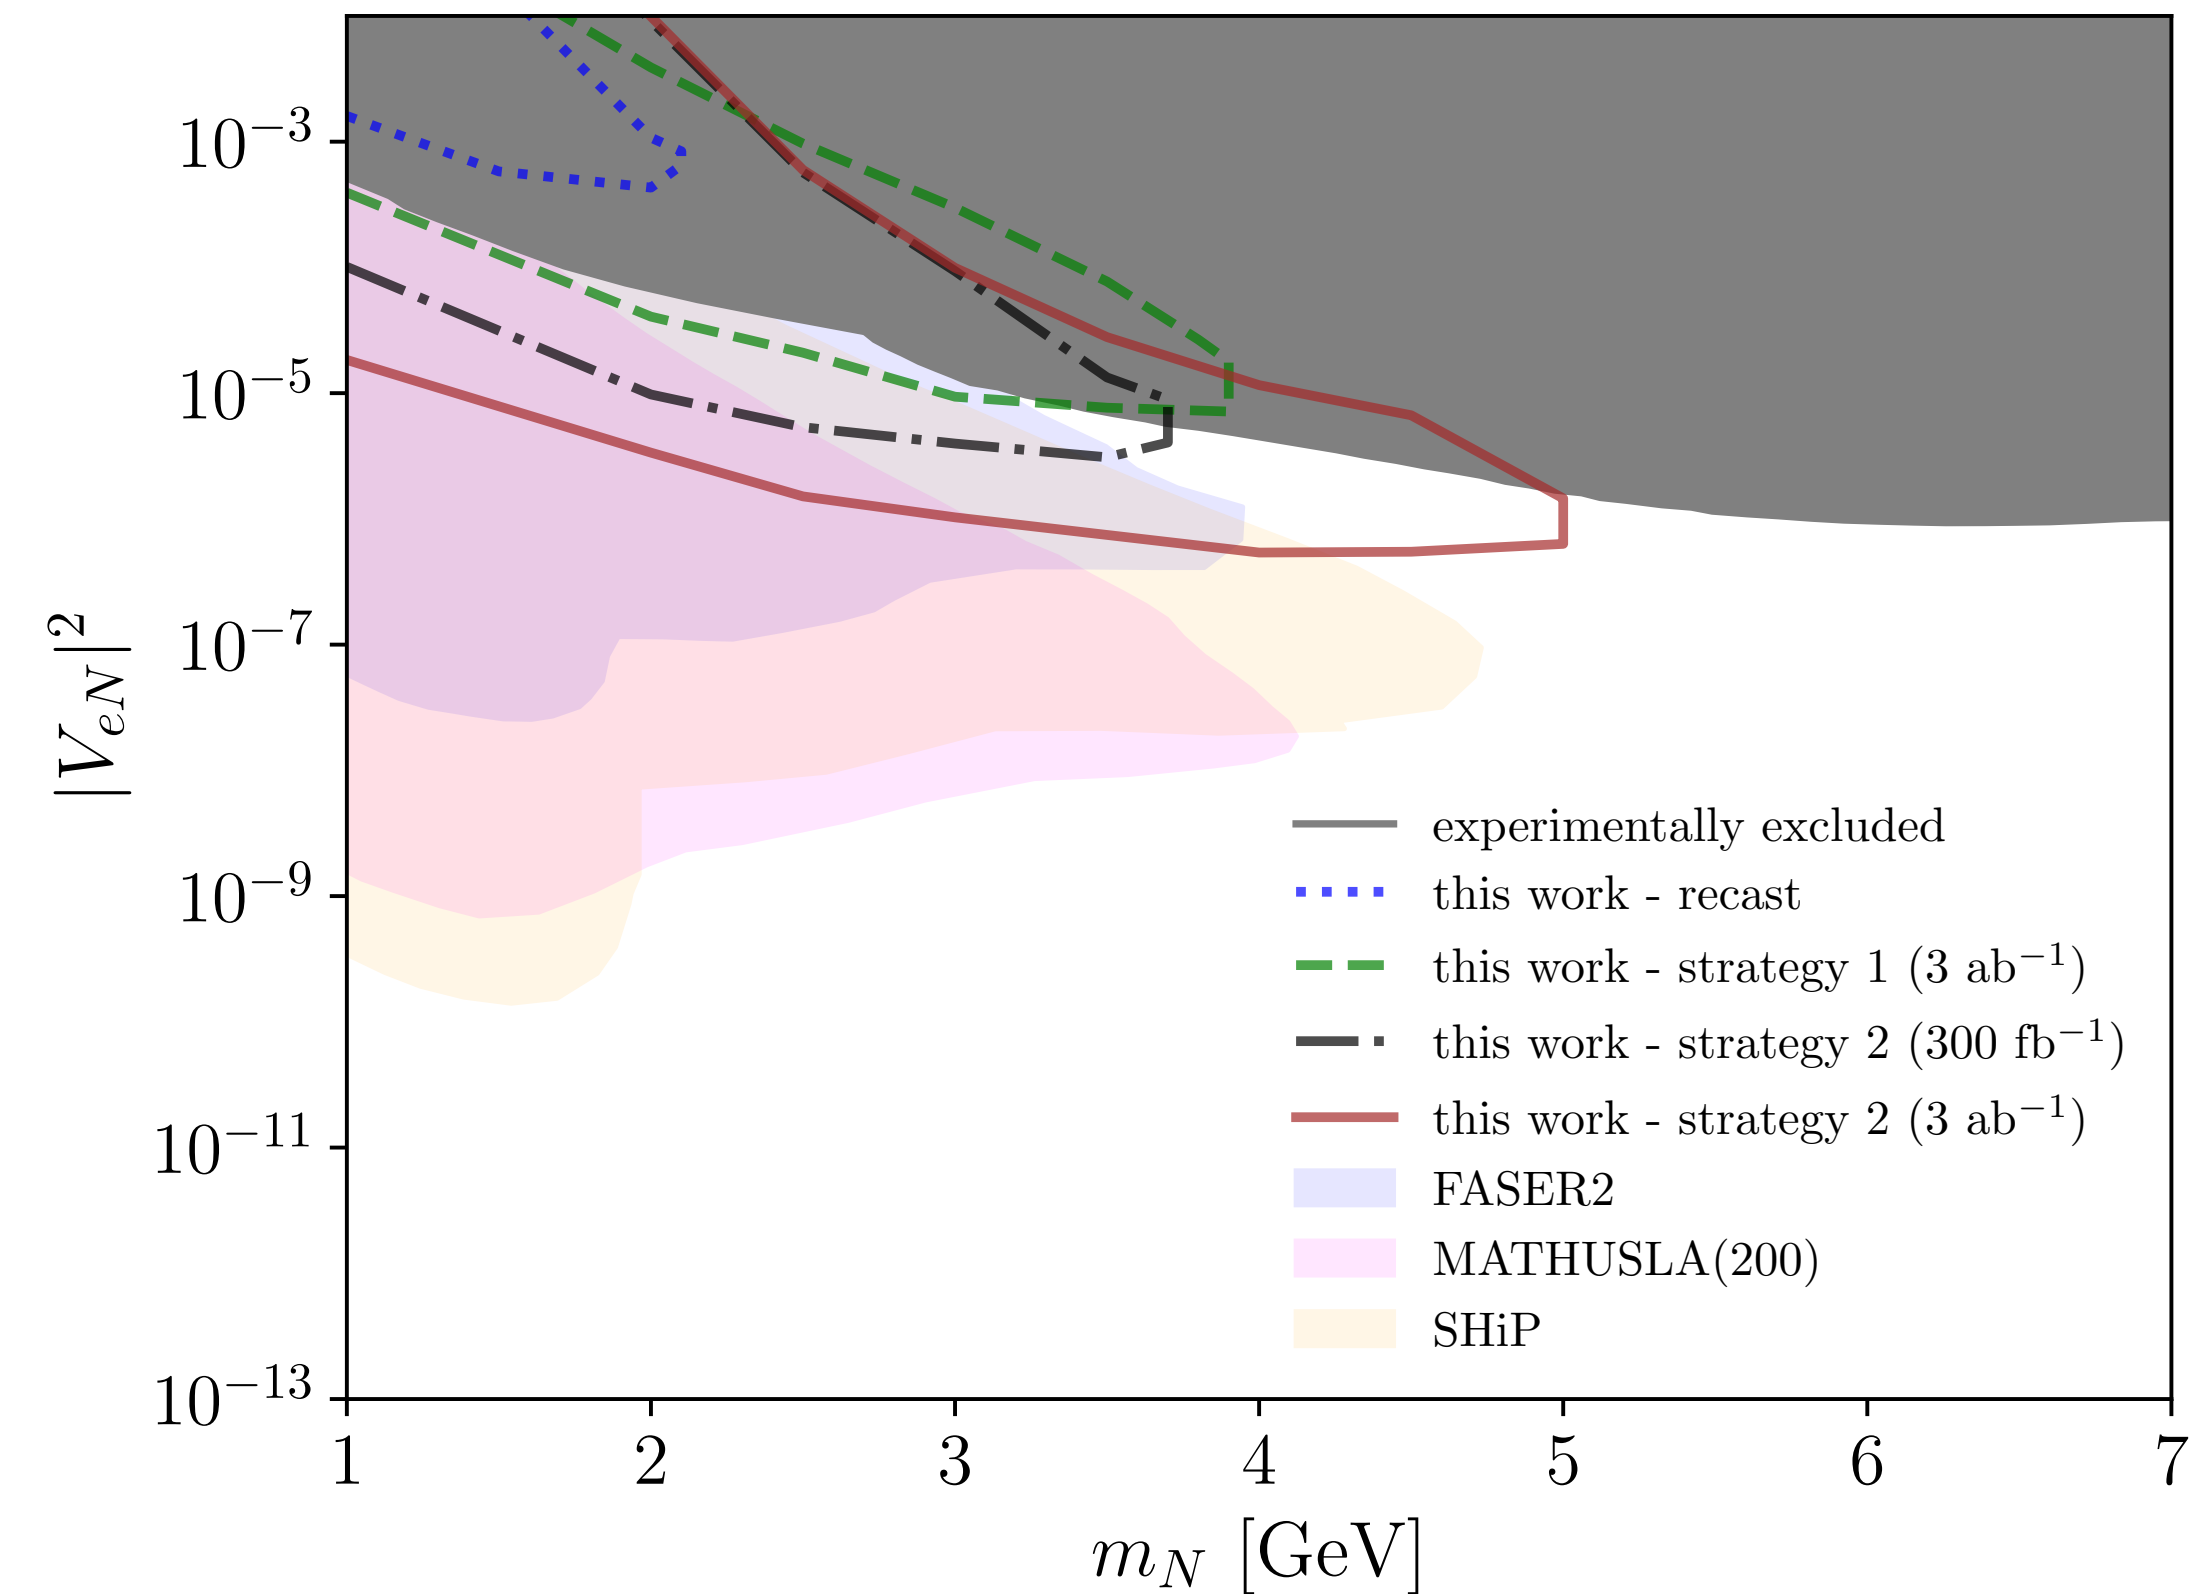 10⁻³
10⁻⁵
10⁻⁷
10⁻⁹
10⁻¹¹
10⁻¹³
|V_{eN}|²
experimentally excluded
this work - recast
this work - strategy 1 (3 ab⁻¹)
this work - strategy 2 (300 fb⁻¹)
this work - strategy 2 (3 ab⁻¹)
FASER2
MATHUSLA(200)
SHiP
1 2 3 4 5 6 7
m_N [GeV]